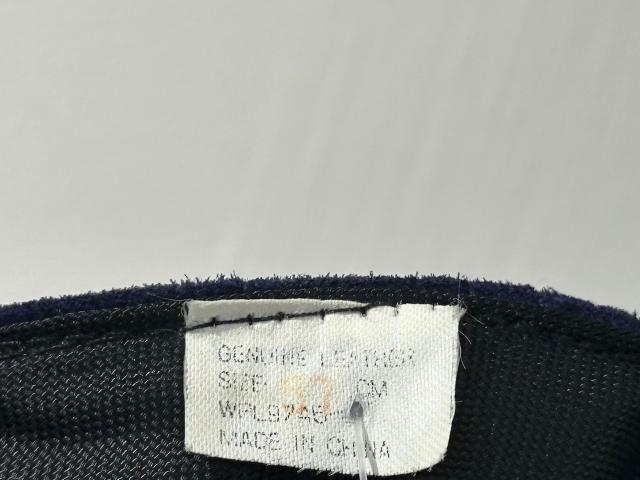 GENUINE LEATHER
SIZE: CM
MADE IN CHINA